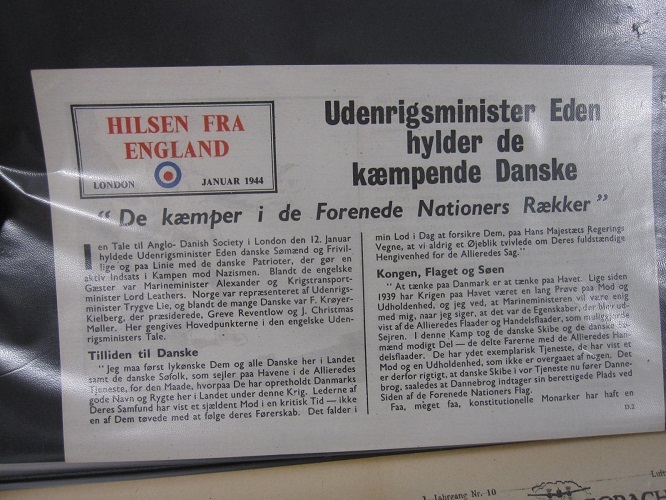 HILSEN FRA
ENGLAND
LONDON JANUAR 1944
Udenrigsminister Eden
hylder de
kæmpende Danske
"De kæmper i de Forenede Nationers Rækker"
I en Tale til Anglo- Danish Society i London den 12. Januar
hyldede Udenrigsminister Eden danske Sømænd og Frivil-
lige og paa Linie med de danske Patrioter, der gør en
aktiv Indsats i Kampen mod Nazismen. Blandt de engelske
Gæster var Marineminister Alexander og Krigstransport-
minister Lord Leathers. Norge var repræsenteret af Udenrigs-
minister Trygve Lie, og blandt de mange Danske var F. Krøyer-
Kielberg, der præsiderede, Greve Reventlow og J. Christmas
Møller. Her gengives Hovedpunkterne i den engelske Uden-
rigsministers Tale.
Tilliden til Danske
"Jeg maa først lykønske Dem og alle Danske her i Landet
samt de danske Søfolk, som sejler paa Havene i de Allieredes
Tjeneste, for den Maade, hvorpaa De har opretholdt Danmarks
gode Navn og Rygte her i Landet under denne Krig. Lederne af
Deres Samfund har vist et sjældent Mod i en kritisk Tid — ikke
en af Dem tøvede med at følge deres Førerskab. Det falder i
min Lod i Dag at forsikre Dem, paa Hans Majestæts Regerings
Vegne, at vi aldrig et Øjeblik tvivlede om Deres fuldstændige
Hengivenhed for de Allieredes Sag."
Kongen, Flaget og Søen
"At tænke paa Danmark er at tænke paa Havet. Lige siden
1939 har Krigen paa Havet været en lang Prøve paa Mod og
Udholdenhed, og jeg ved, at Marineministeren vil være enig
med mig, naar jeg siger, at det var de Egenskaber, der blev ud-
vist af de Allieredes Flaader og Handelsflaader, som muliggjorde
Sejren. I denne Kamp tog de danske Skibe og de danske Sø-
mænd modigt Del — de delte Farerne med de Allieredes Han-
delsflaader. De har ydet exemplarisk Tjeneste, de har vist et
Mod og en Udholdenhed, som ikke er overgaaet af nogen. Det
er derfor rigtigt, at danske Skibe i vor Tjeneste nu fører Danne-
brog, saaledes at Dannebrog indtager sin berettigede Plads ved
Siden af de Forenede Nationers Flag.
Faa, meget faa, konstitutionelle Monarker har haft en
D.2
1. Jahrgang Nr. 10